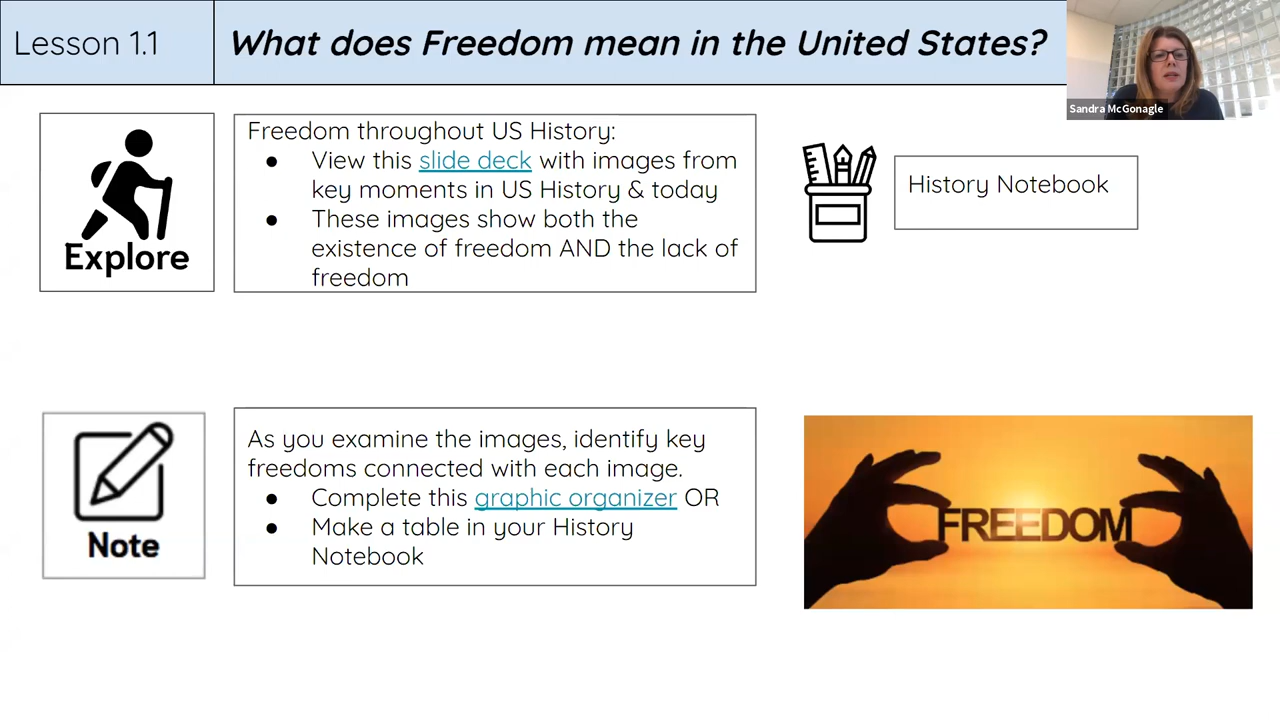 Lesson 1.1
What does Freedom mean in the United States?
Sandra McGonagle
Explore
Freedom throughout US History:
● View this slide deck with images from
key moments in US History & today
● These images show both the
existence of freedom AND the lack of
freedom
History Notebook
Note
As you examine the images, identify key
freedoms connected with each image.
● Complete this graphic organizer OR
● Make a table in your History
Notebook
FREEDOM